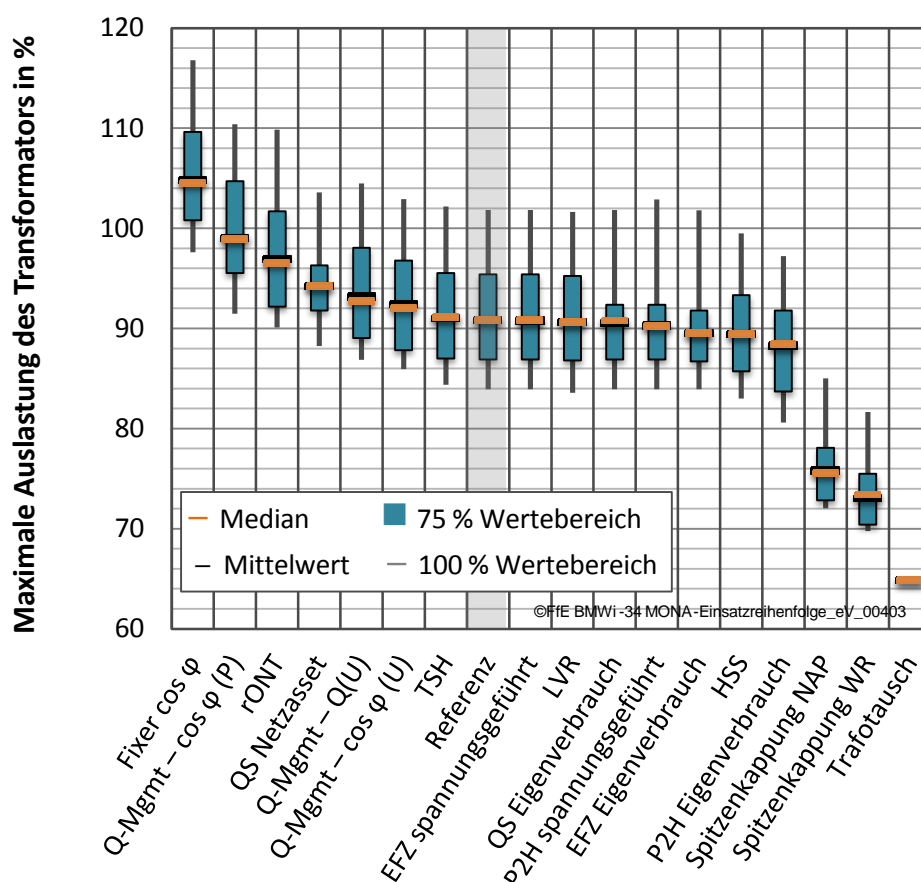 Maximale Auslastung des Transformators in %
120
110
100
90
80
70
60
Median
75 % Wertebereich
Mittelwert
100 % Wertebereich
©FfE BMWi-34 MONA-Einsatzreihenfolge_eV_00403
Fixer cos φ
Q-Mgmt – cos φ (P)
rONT
QS Netzasset
Q-Mgmt – Q(U)
Q-Mgmt – cos φ (U)
TSH
Referenz
EFZ spannungsgeführt
LVR
QS Eigenverbrauch
P2H spannungsgeführt
EFZ Eigenverbrauch
HSS
P2H Eigenverbrauch
Spitzenkappung NAP
Spitzenkappung WR
Trafotausch